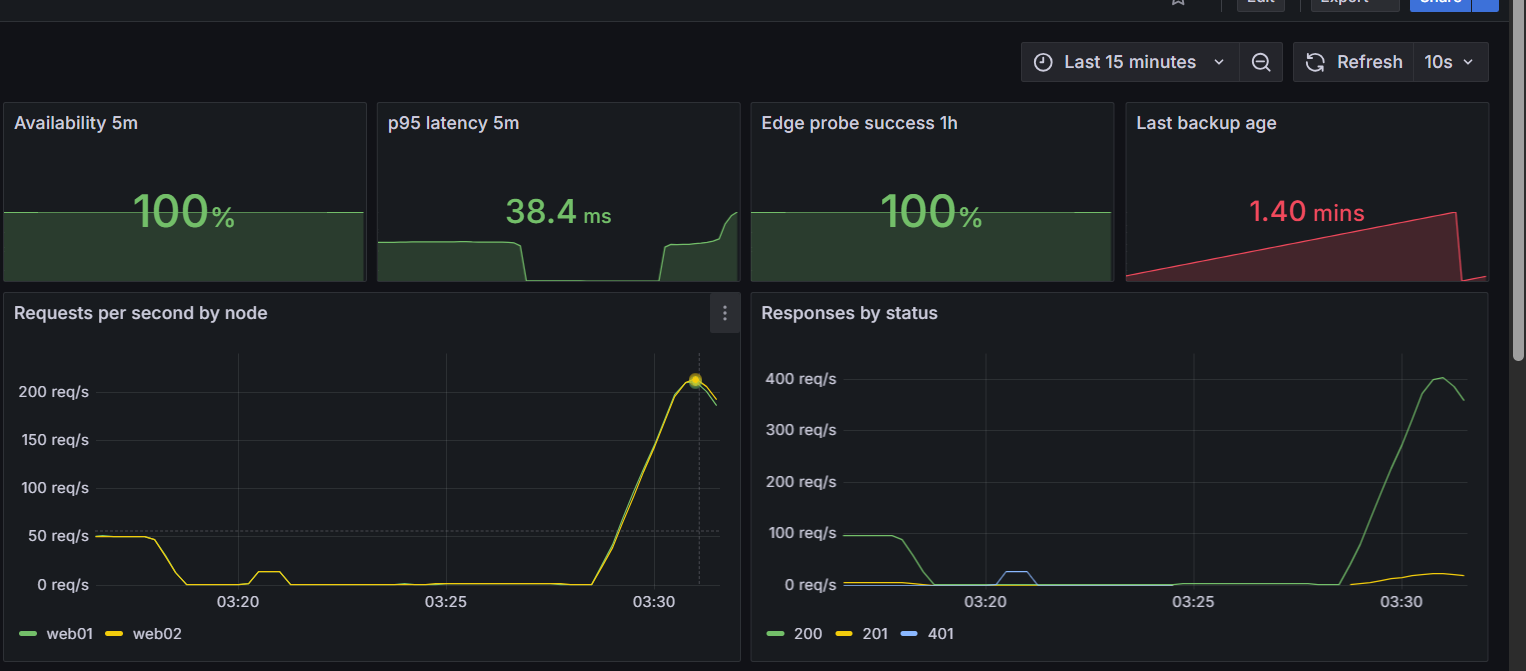 Edit Export Share
Last 15 minutes Refresh 10s
Availability 5m
100%
p95 latency 5m
38.4 ms
Edge probe success 1h
100%
Last backup age
1.40 mins
Requests per second by node
200 req/s
150 req/s
100 req/s
50 req/s
0 req/s
03:20 03:25 03:30
web01 web02
Responses by status
400 req/s
300 req/s
200 req/s
100 req/s
0 req/s
03:20 03:25 03:30
200 201 401